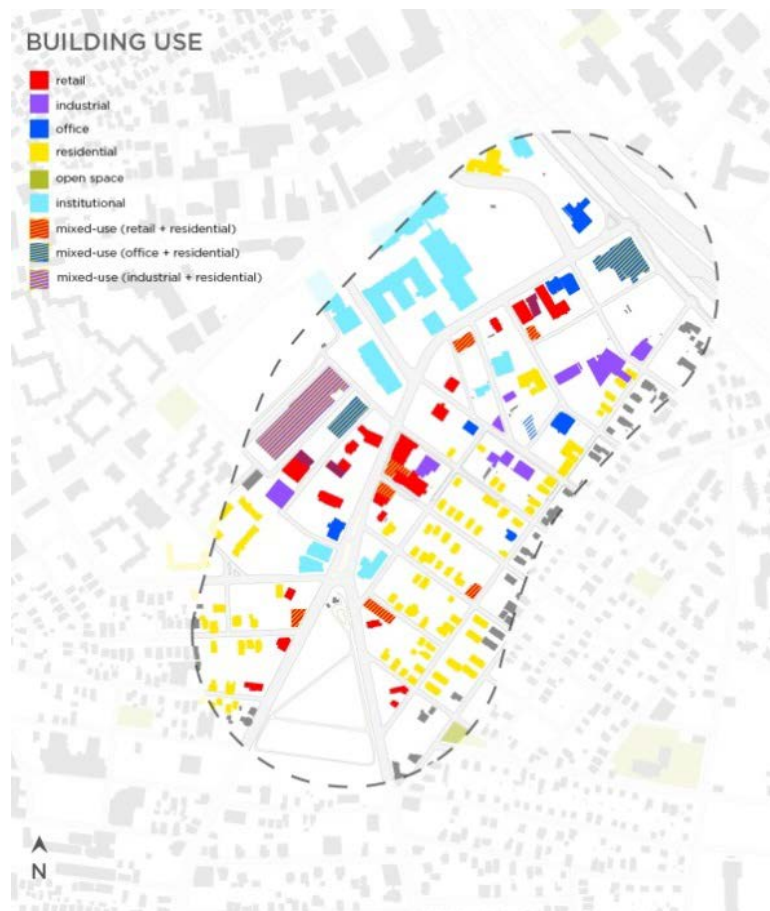 BUILDING USE
retail
industrial
office
residential
open space
institutional
mixed-use (retail + residential)
mixed-use (office + residential)
mixed-use (industrial + residential)
N